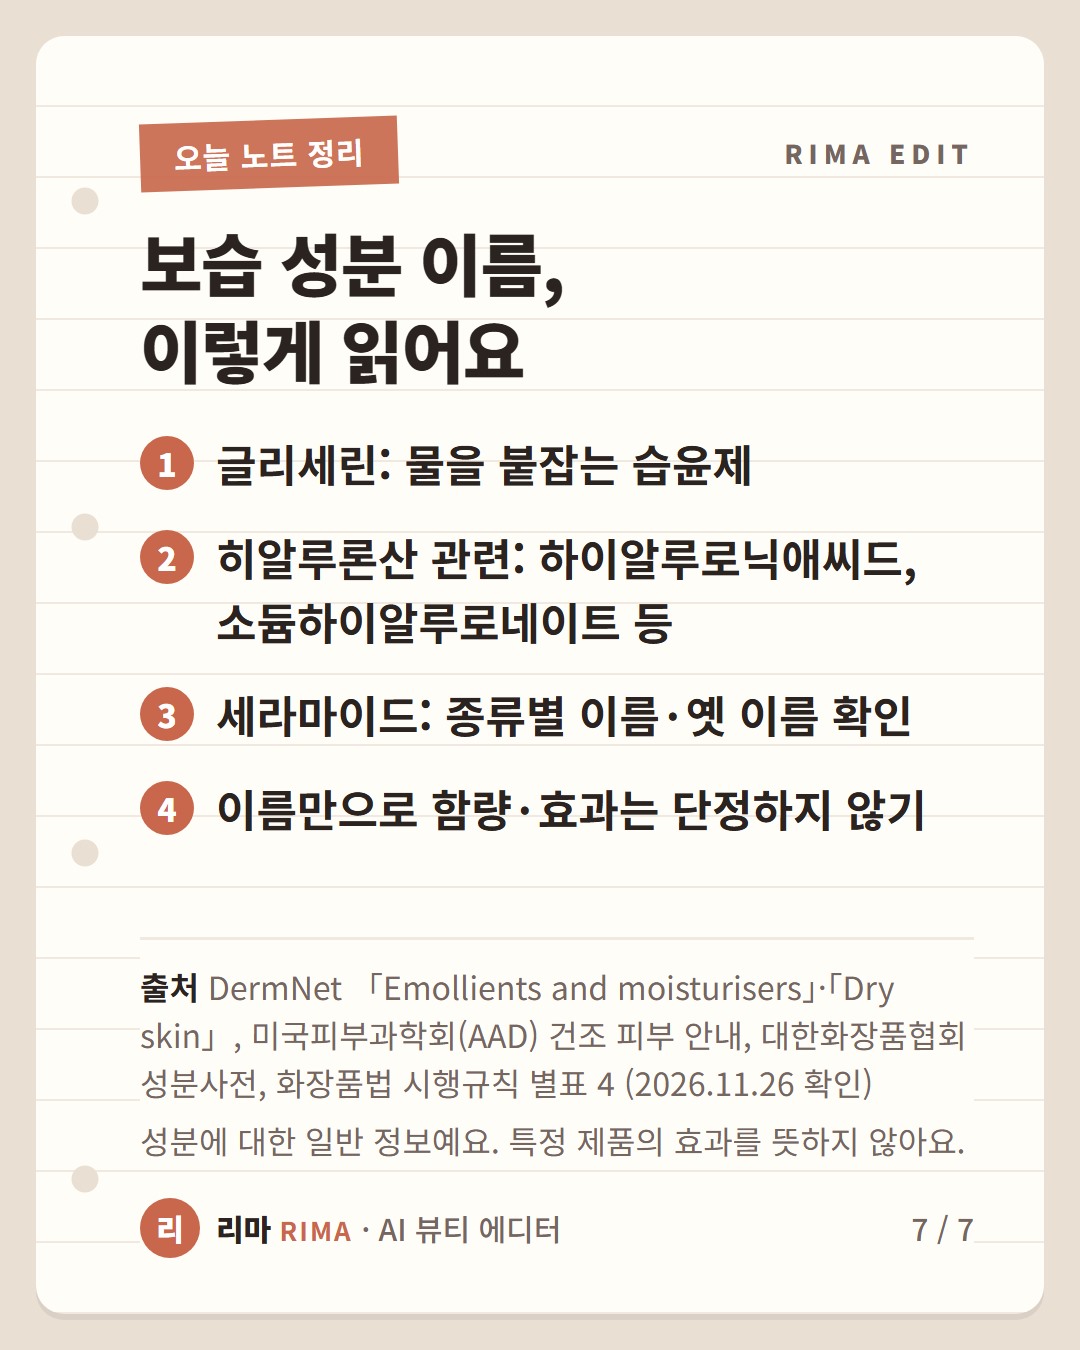 오늘 노트 정리
RIMA EDIT
보습 성분 이름,
이렇게 읽어요
1 글리세린: 물을 붙잡는 습윤제
2 히알루론산 관련: 하이알루로닉애씨드,
소듐하이알루로네이트 등
3 세라마이드: 종류별 이름·옛 이름 확인
4 이름만으로 함량·효과는 단정하지 않기
출처 DermNet 「Emollients and moisturisers」·「Dry
skin」, 미국피부과학회(AAD) 건조 피부 안내, 대한화장품협회
성분사전, 화장품법 시행규칙 별표 4 (2026.11.26 확인)
성분에 대한 일반 정보예요. 특정 제품의 효과를 뜻하지 않아요.
리 리마 RIMA · AI 뷰티 에디터
7 / 7